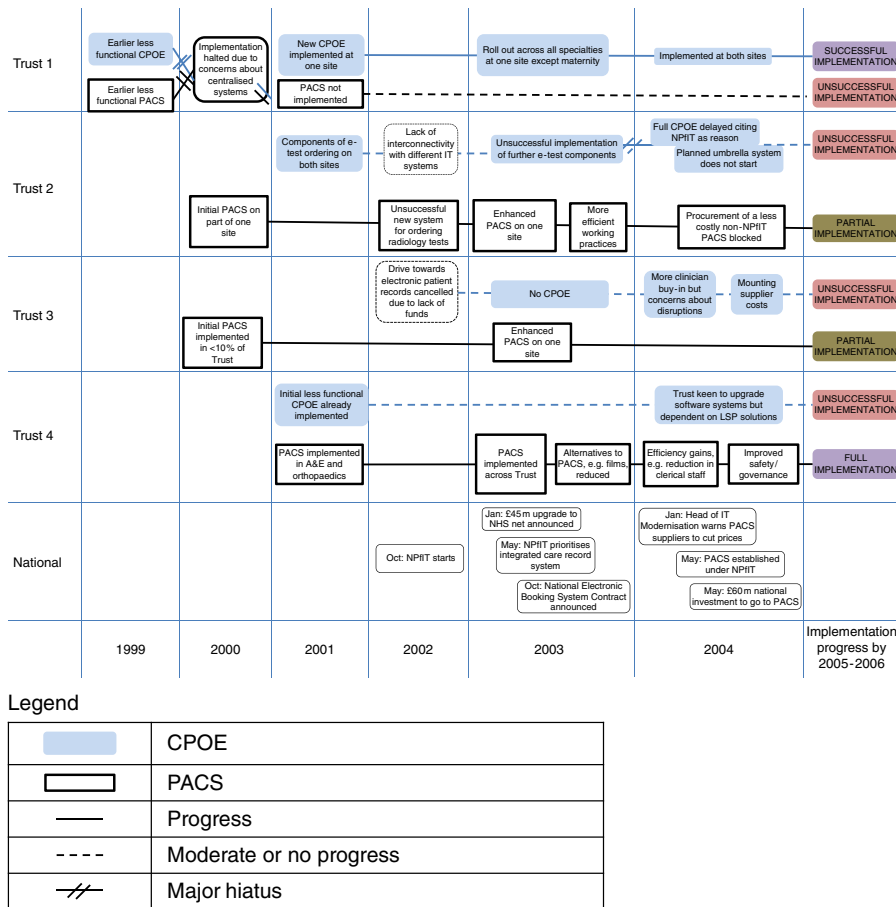 Trust 1
Earlier less
functional CPOE
Earlier less
functional PACS
Implementation
halted due to
concerns about
centralised
systems
New CPOE
implemented at
one site
PACS not
implemented
Roll out across all specialties
at one site except maternity
Implemented at both sites
SUCCESSFUL
IMPLEMENTATION
UNSUCCESSFUL
IMPLEMENTATION
Trust 2
Components of e-
test ordering on
both sites
Lack of
interconnectivity
with different IT
systems
Unsuccessful implementation
of further e-test components
Full CPOE delayed citing
NPfIT as reason
Planned umbrella system
does not start
UNSUCCESSFUL
IMPLEMENTATION
Initial PACS on
part of one
site
Unsuccessful
new system
for ordering
radiology tests
Enhanced
PACS on one
site
More
efficient
working
practices
Procurement of a less
costly non-NPfIT
PACS blocked
PARTIAL
IMPLEMENTATION
Trust 3
Drive towards
electronic patient
records cancelled
due to lack of
funds
No CPOE
More clinician
buy-in but
concerns about
disruptions
Mounting
supplier
costs
UNSUCCESSFUL
IMPLEMENTATION
Initial PACS
implemented
in <10% of
Trust
Enhanced
PACS on one
site
PARTIAL
IMPLEMENTATION
Trust 4
Initial less functional
CPOE already
implemented
Trust keen to upgrade
software systems but
dependent on LSP solutions
UNSUCCESSFUL
IMPLEMENTATION
PACS implemented
in A&E and
orthopaedics
PACS
implemented
across Trust
Alternatives to
PACS, e.g. films,
reduced
Efficiency gains,
e.g. reduction in
clerical staff
Improved
safety/
governance
FULL
IMPLEMENTATION
National
Oct: NPfIT starts
Jan: £45m upgrade to
NHS net announced
May: NPfIT prioritises
integrated care record
system
Oct: National Electronic
Booking System Contract
announced
Jan: Head of IT
Modernisation warns PACS
suppliers to cut prices
May: PACS established
under NPfIT
May: £60m national
investment to go to PACS
1999
2000
2001
2002
2003
2004
Implementation
progress by
2005-2006
Legend
CPOE
PACS
Progress
Moderate or no progress
Major hiatus